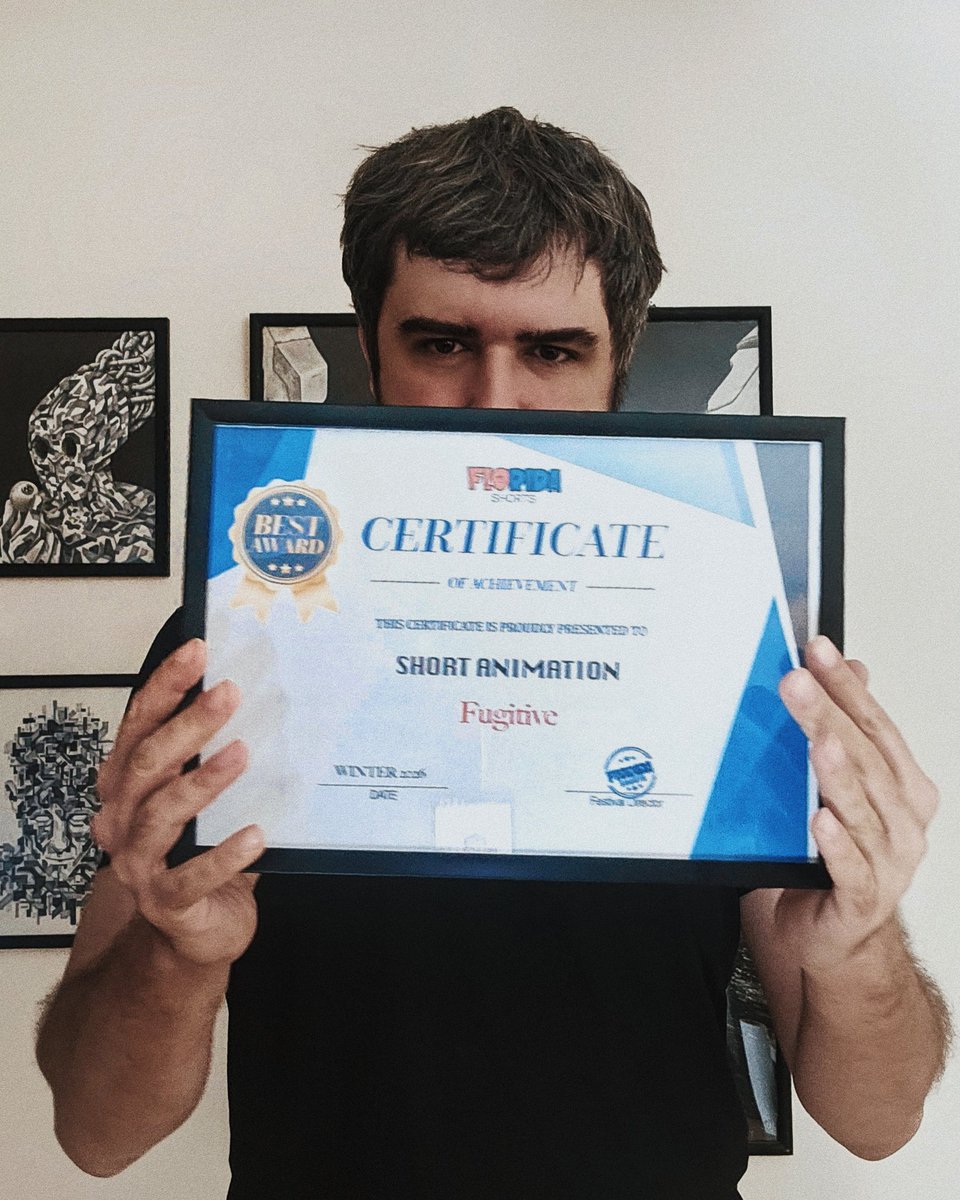 FLORIDA
SHORTS
BEST
AWARD
CERTIFICATE
OF ACHIEVEMENT
THIS CERTIFICATE IS PROUDLY PRESENTED TO
SHORT ANIMATION
Fugitive
WINTER 2026
DATE
Festival Director